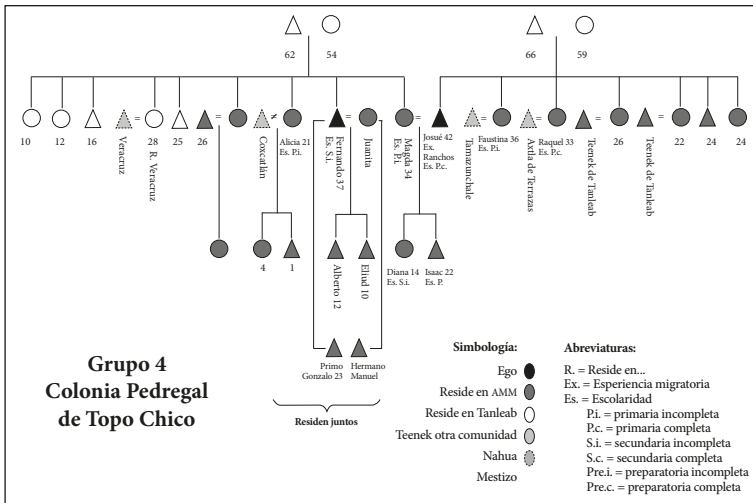 62
54
66
59
10
12
16
Veracruz
=
28
R. Veracruz
25
26
=
Coxcatlán
x
Alicia 21
Es. P.i.
Fernando 37
Es. S.i.
=
Juanita
Magda 34
Es. P.i.
=
Josué 42
Ex.
Ranchos
Es. P.c.
Tamazunchale
=
Faustina 36
Es. P.i.
Axtla de Terrazas
=
Raquel 33
Es. P.c.
Teenek de Tanleab
=
26
Teenek de Tanleab
=
22
24
24
4
1
Alberto 12
Eliud 10
Diana 14
Es. S.i.
Isaac 22
Es. P.
Primo
Gonzalo 23
Hermano
Manuel
Residen juntos
Grupo 4
Colonia Pedregal
de Topo Chico
Simbología:
Ego
Reside en AMM
Reside en Tanleab
Teenek otra comunidad
Nahua
Mestizo
Abreviaturas:
R. = Reside en...
Ex. = Esperiencia migratoria
Es. = Escolaridad
P.i. = primaria incompleta
P.c. = primaria completa
S.i. = secundaria incompleta
S.c. = secundaria completa
Pre.i. = preparatoria incompleta
Pre.c. = preparatoria completa